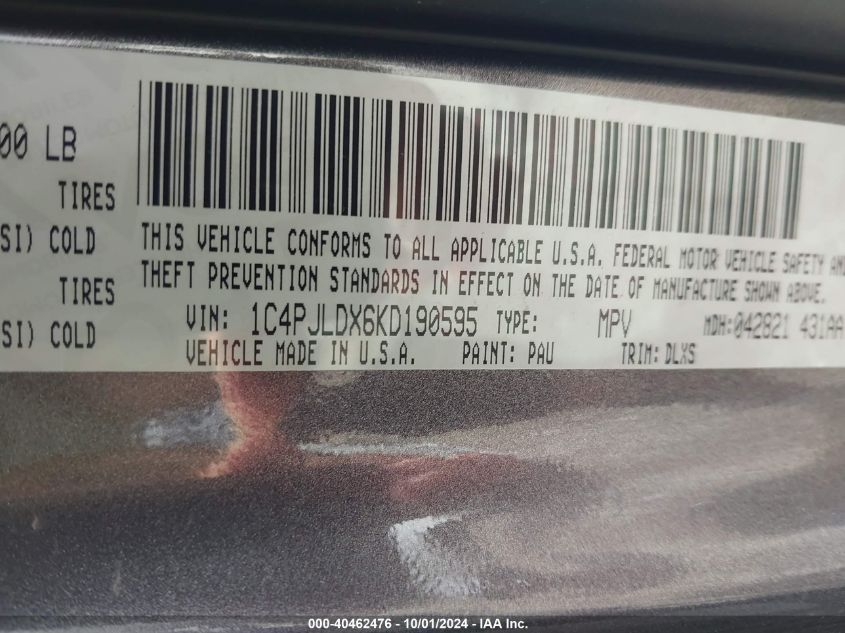 00 LB
TIRES
SI) COLD
TIRES
SI) COLD
THIS VEHICLE CONFORMS TO ALL APPLICABLE U.S.A. FEDERAL MOTOR VEHICLE SAFETY AND
THEFT PREVENTION STANDARDS IN EFFECT ON THE DATE OF MANUFACTURE SHOWN ABOVE.
VIN: 1C4PJLDX6KD190595 TYPE: MPV MDH:042821 431AA
VEHICLE MADE IN U.S.A. PAINT: PAU TRIM: DLXS
000-40462476 - 10/01/2024 - IAA Inc.